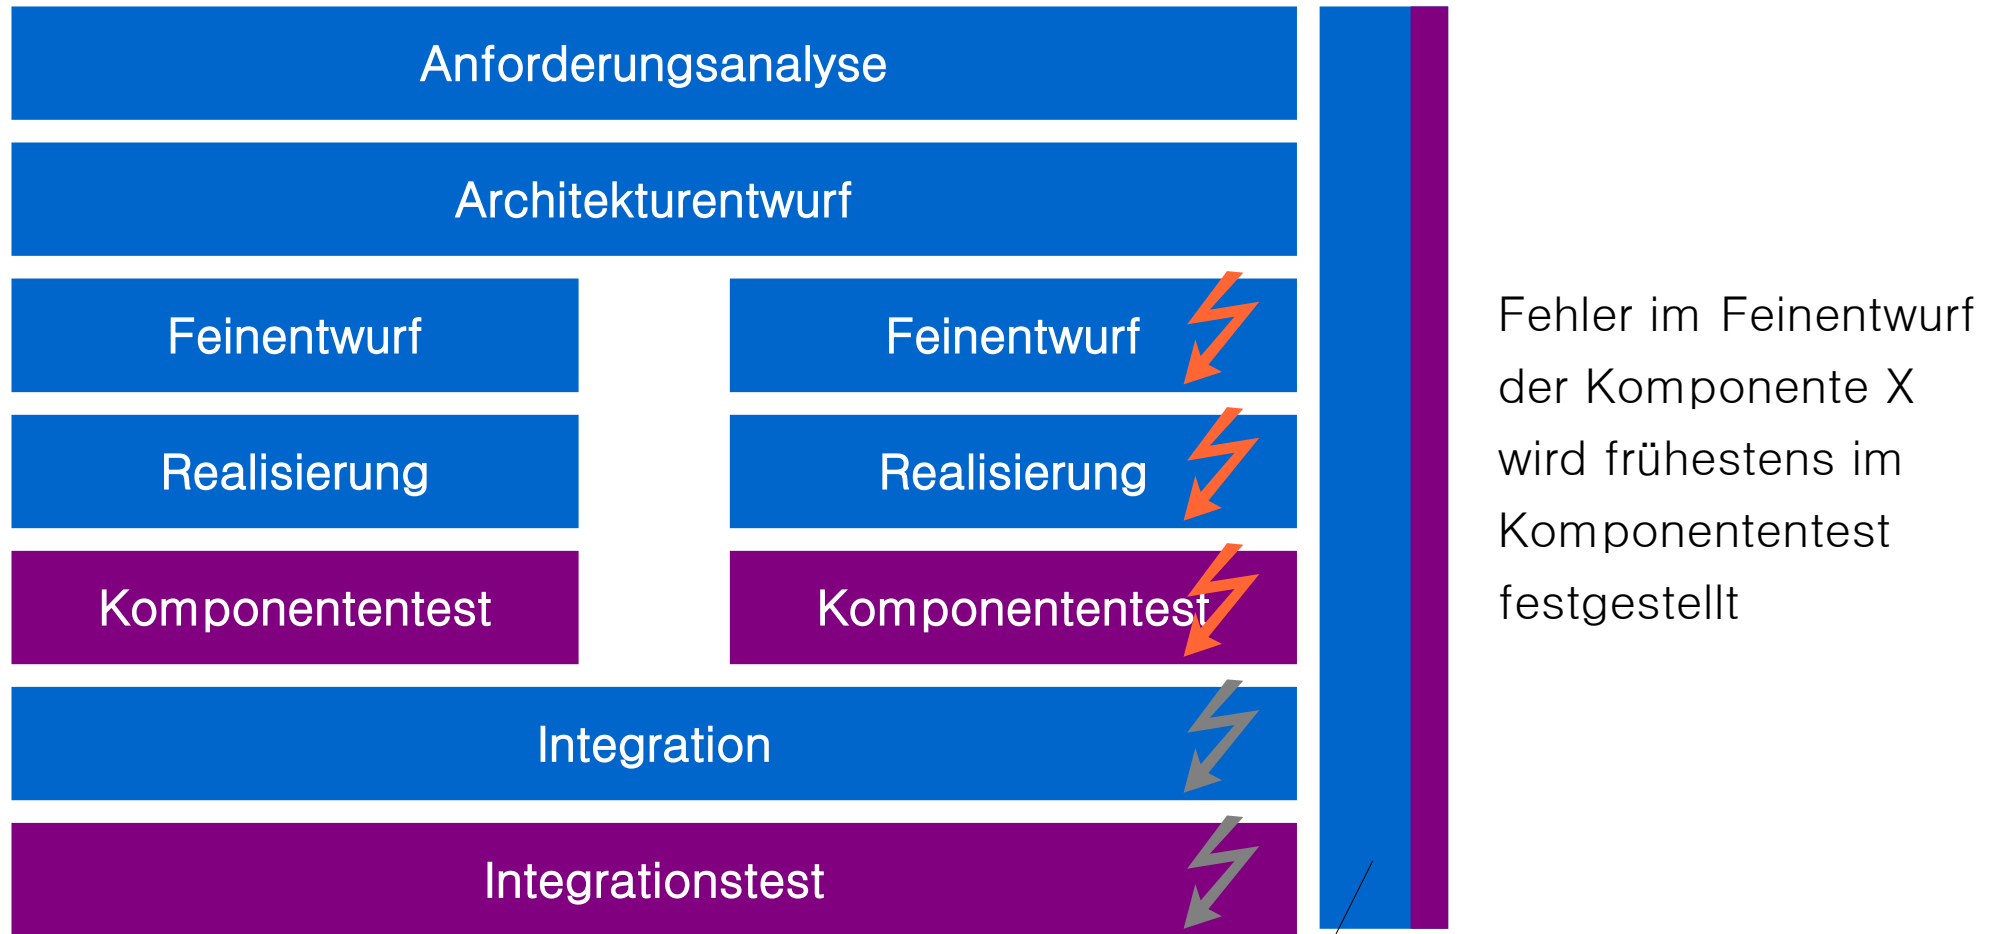 Anforderungsanalyse
Architekturentwurf
Feinentwurf Feinentwurf
Realisierung Realisierung
Komponententest Komponententest
Integration
Integrationstest
Fehler im Feinentwurf
der Komponente X
wird frühestens im
Komponententest
festgestellt